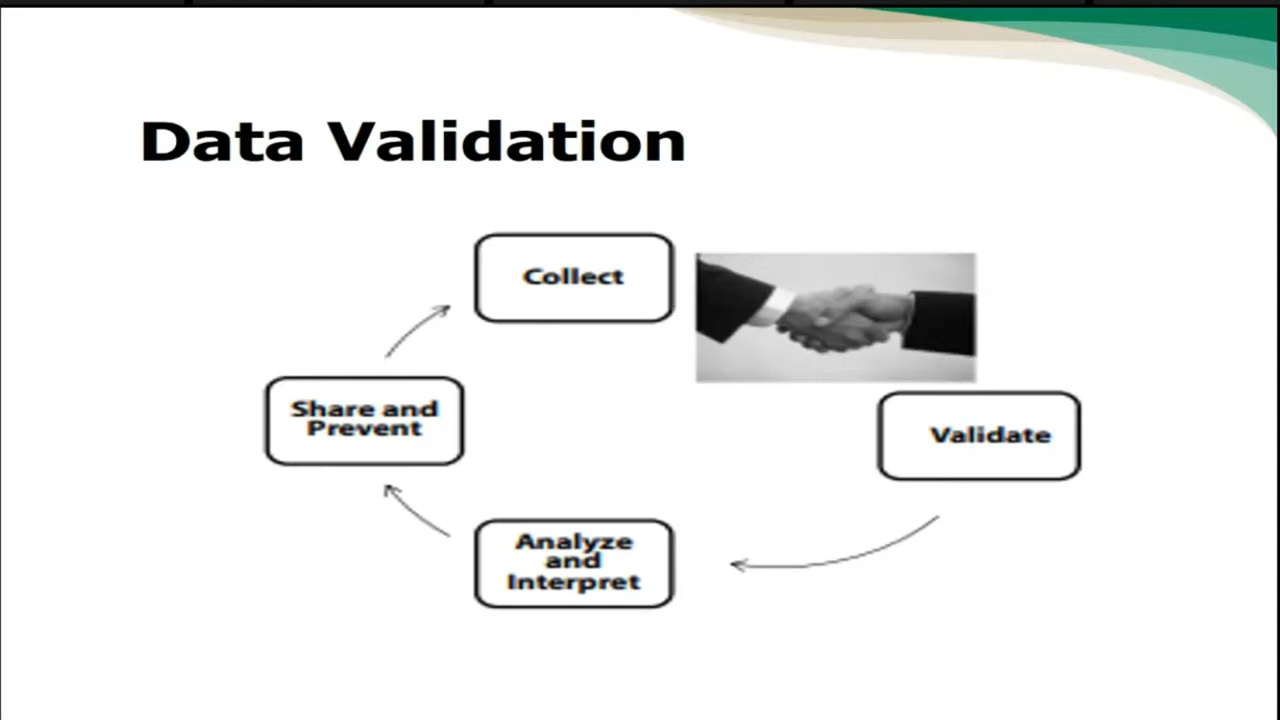 Data Validation
Collect
Share and
Prevent
Validate
Analyze
and
Interpret